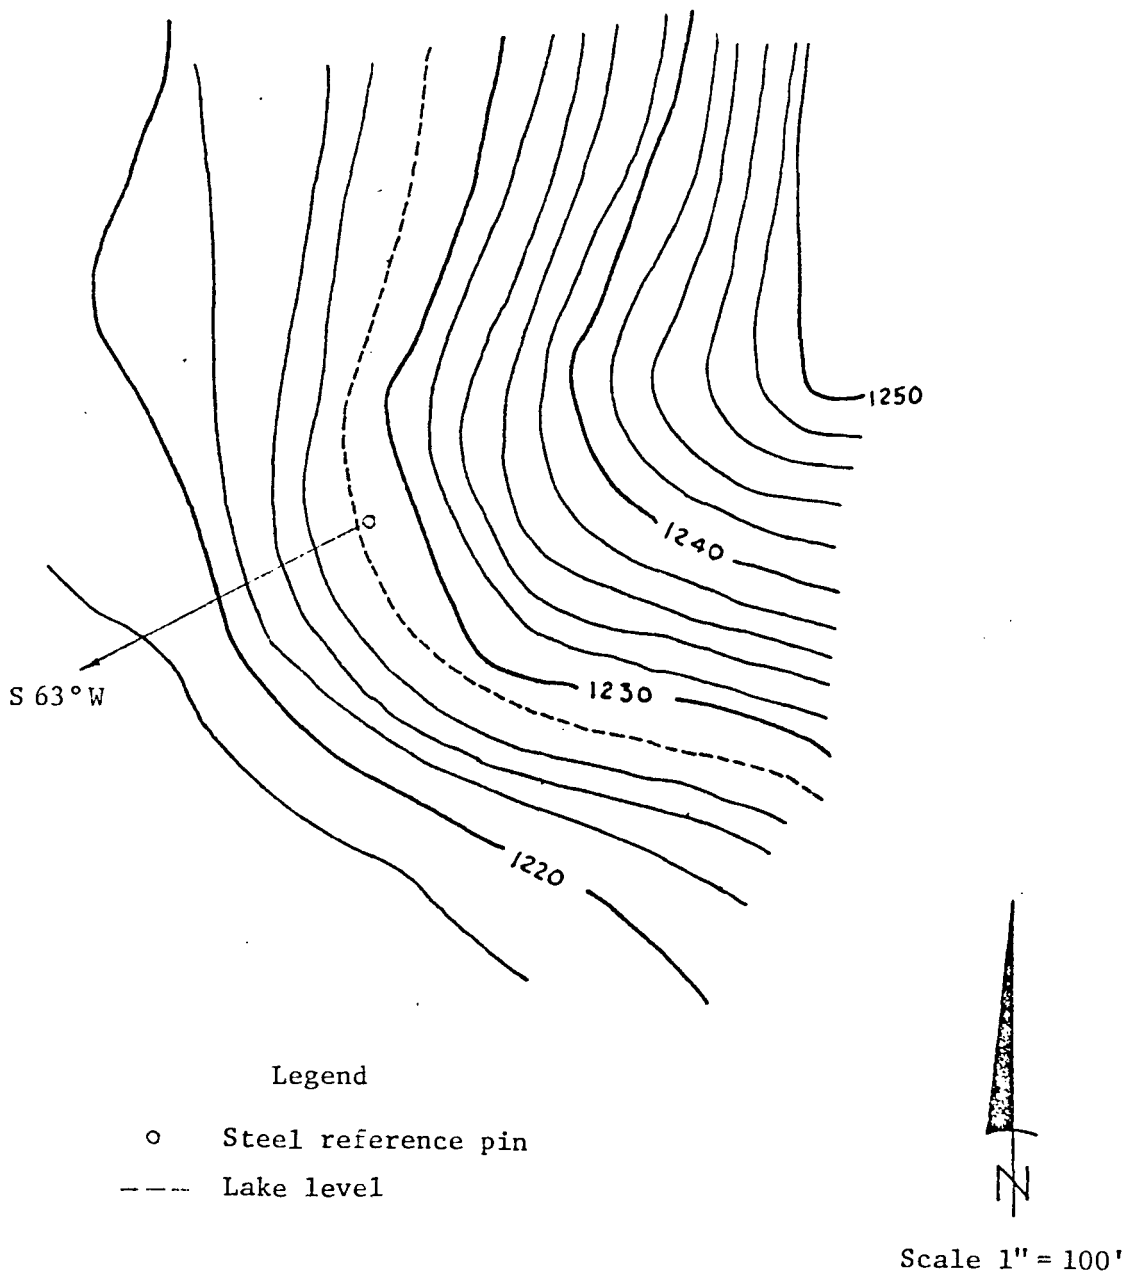 1250
1240
S 63° W
1230
1220
Legend
Steel reference pin
Lake level
N
Scale 1" = 100'